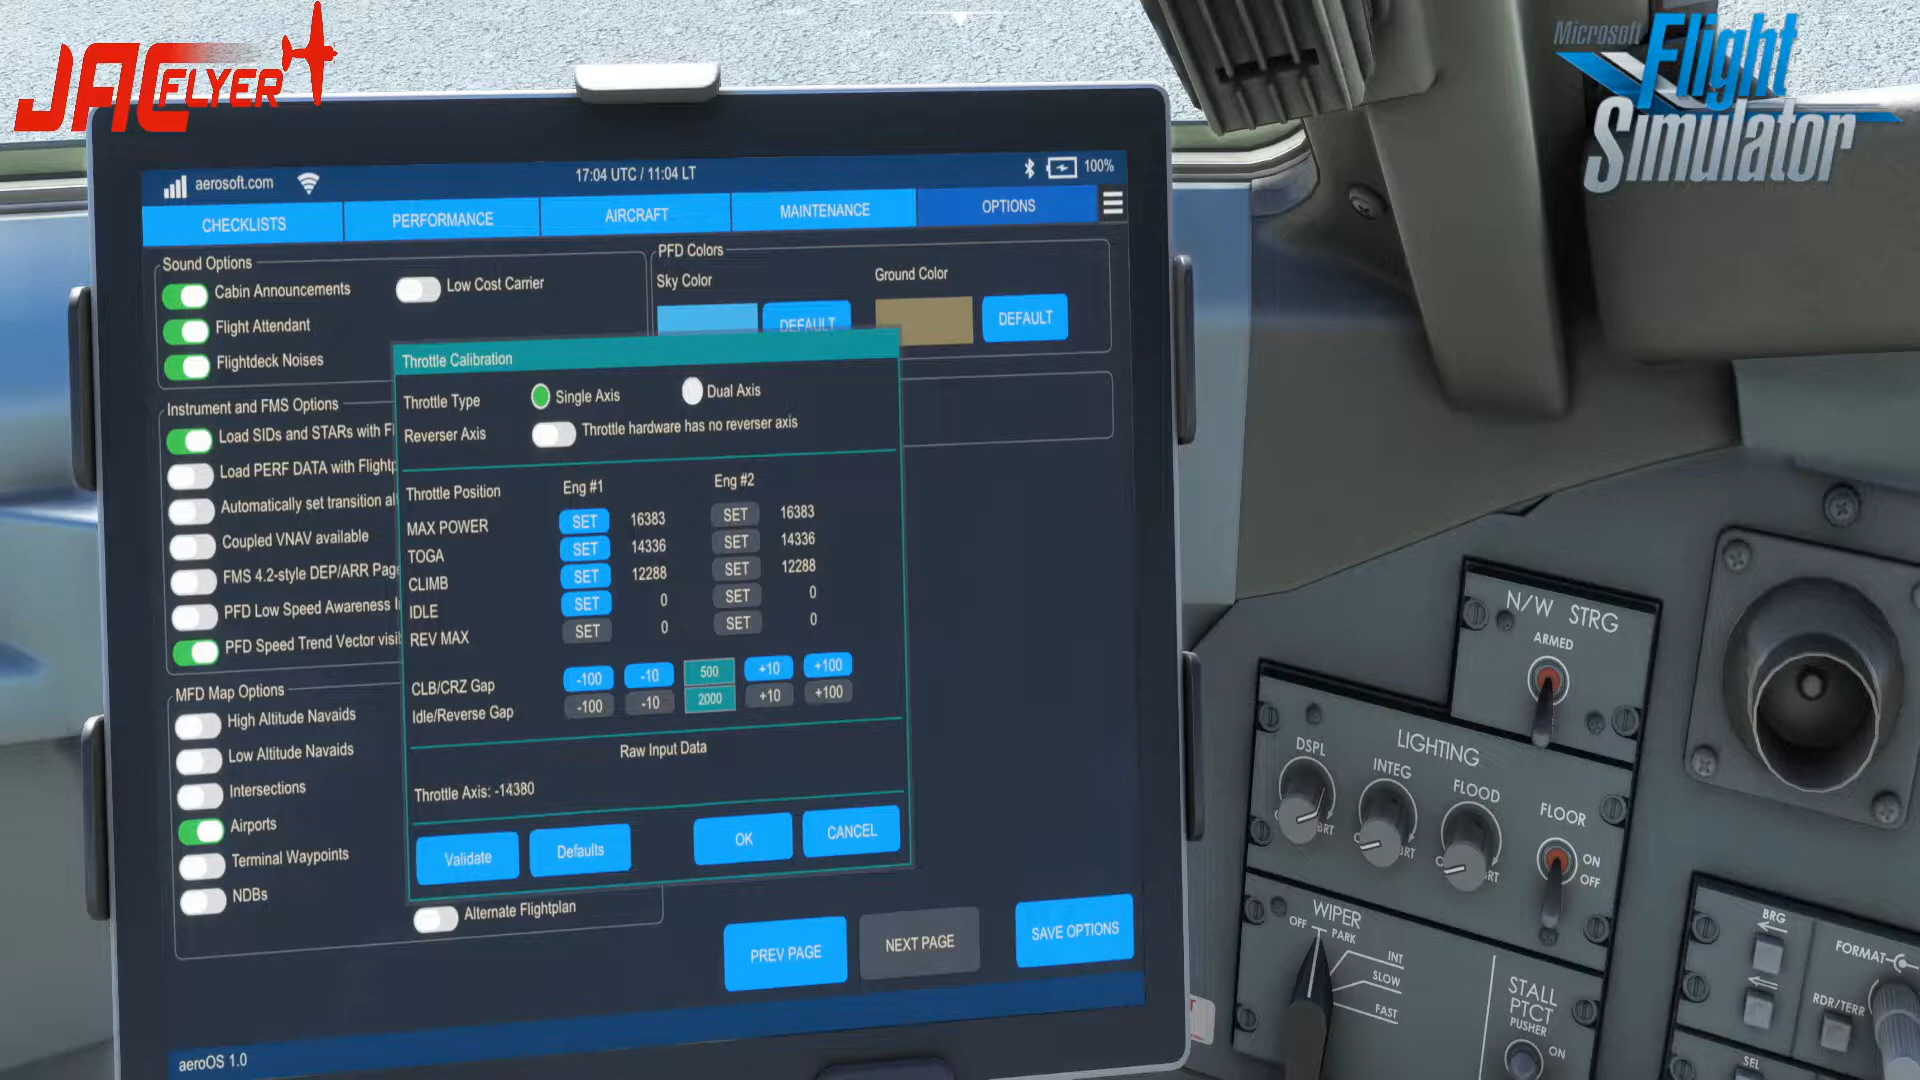 JACFLYER
Microsoft
Flight
Simulator
aerosoft.com
17:04 UTC / 11:04 LT
100%
CHECKLISTS
PERFORMANCE
AIRCRAFT
MAINTENANCE
OPTIONS
Sound Options
Cabin Announcements
Low Cost Carrier
Flight Attendant
Flightdeck Noises
PFD Colors
Sky Color
Ground Color
DEFAULT
DEFAULT
Instrument and FMS Options
Load SIDs and STARs with
Load PERF DATA with
Automatically set transition
Coupled VNAV available
FMS 4.2-style DEP/ARR
PFD Low Speed Awareness
PFD Speed Trend Vector
MFD Map Options
High Altitude Navaids
Low Altitude Navaids
Intersections
Airports
Terminal Waypoints
NDBs
Alternate Flightplan
Throttle Calibration
Throttle Type
Single Axis
Dual Axis
Reverser Axis
Throttle hardware has no reverser axis
Throttle Position
Eng #1
Eng #2
MAX POWER SET 16383 SET 16383
TOGA SET 14336 SET 14336
CLIMB SET 12288 SET 12288
IDLE SET 0 SET 0
REV MAX SET 0 SET 0
CLB/CRZ Gap -100 -10 500 +10 +100
Idle/Reverse Gap -100 -10 2000 +10 +100
Raw Input Data
Throttle Axis: -14380
Validate
Defaults
OK
CANCEL
PREV PAGE
NEXT PAGE
SAVE OPTIONS
aeroOS 1.0
N/W STRG
ARMED
LIGHTING
DSPL
INTEG
FLOOD
FLOOR
BRT
ON
OFF
WIPER
OFF
PARK
INT
SLOW
FAST
STALL
PTCT
PUSHER
ON
BRG
FORMAT
RDR/TERR
SEL